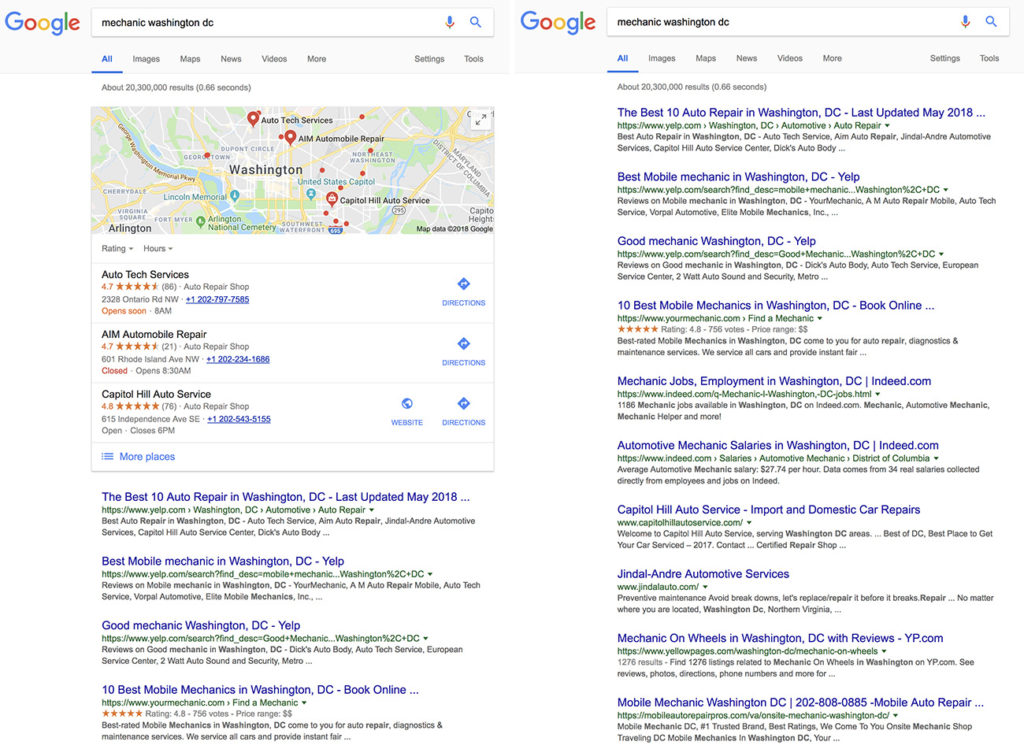 Google
mechanic washington dc
All Images Maps News Videos More Settings Tools
About 20,300,000 results (0.66 seconds)
George Washington Memorial Pkwy
Auto Tech Services
AIM Automobile Repair
DUPONT CIRCLE
NORTHEAST
WASHINGTON
MARYLAND
DISTRICT OF COLUMBIA
Washington
CHERRYDALE
United States Capitol
Lincoln Memorial
Capitol Hill Auto Service
VIRGINIA
SQUARE
FORT MYER
Arlington
National Cemetery
SOUTHWEST
WATERFRONT
295
695
Capitol
Heights
Arlington
Map data ©2018 Google
Rating Hours
Auto Tech Services
4.7 (86) · Auto Repair Shop
2328 Ontario Rd NW · +1 202-797-7585
Opens soon · 8AM
DIRECTIONS
AIM Automobile Repair
4.7 (21) · Auto Repair Shop
601 Rhode Island Ave NW · +1 202-234-1686
Closed · Opens 8:30AM
DIRECTIONS
Capitol Hill Auto Service
4.8 (76) · Auto Repair Shop
615 Independence Ave SE · +1 202-543-5155
Open · Closes 6PM
WEBSITE DIRECTIONS
More places
The Best 10 Auto Repair in Washington, DC - Last Updated May 2018 ...
https://www.yelp.com › Washington, DC › Automotive › Auto Repair
Best Auto Repair in Washington, DC - Auto Tech Services, Aim Auto Repair, Jindal-Andre Automotive
Services, Capitol Hill Auto Service Center, Dick's Auto Body ...
Best Mobile mechanic in Washington, DC - Yelp
https://www.yelp.com/search?find_desc=mobile+mechanic...Washington%2C+DC
Reviews on Mobile mechanic in Washington, DC - YourMechanic, A M Auto Repair Mobile, Auto Tech
Service, Vorpal Automotive, Elite Mobile Mechanics, Inc., ...
Good mechanic Washington, DC - Yelp
https://www.yelp.com/search?find_desc=Good+Mechanic...Washington%2C+DC
Reviews on Good mechanic in Washington, DC - Dick's Auto Body, Auto Tech Service, European
Service Center, 2 Watt Auto Sound and Security, Metro ...
10 Best Mobile Mechanics in Washington, DC - Book Online ...
https://www.yourmechanic.com › Find a Mechanic
Rating: 4.8 - 756 votes - Price range: $$
Best-rated Mobile Mechanics in Washington, DC come to you for auto repair, diagnostics &
maintenance services. We service all cars and provide instant fair ...
Google
mechanic washington dc
All Images Maps News Videos More Settings Tools
About 20,300,000 results (0.66 seconds)
The Best 10 Auto Repair in Washington, DC - Last Updated May 2018 ...
https://www.yelp.com › Washington, DC › Automotive › Auto Repair
Best Auto Repair in Washington, DC - Auto Tech Service, Aim Auto Repair, Jindal-Andre Automotive
Services, Capitol Hill Auto Service Center, Dick's Auto Body ...
Best Mobile mechanic in Washington, DC - Yelp
https://www.yelp.com/search?find_desc=mobile+mechanic...Washington%2C+DC
Reviews on Mobile mechanic in Washington, DC - YourMechanic, A M Auto Repair Mobile, Auto Tech
Service, Vorpal Automotive, Elite Mobile Mechanics, Inc., ...
Good mechanic Washington, DC - Yelp
https://www.yelp.com/search?find_desc=Good+Mechanic...Washington%2C+DC
Reviews on Good mechanic in Washington, DC - Dick's Auto Body, Auto Tech Service, European
Service Center, 2 Watt Auto Sound and Security, Metro ...
10 Best Mobile Mechanics in Washington, DC - Book Online ...
https://www.yourmechanic.com › Find a Mechanic
Rating: 4.8 - 756 votes - Price range: $$
Best-rated Mobile Mechanics in Washington, DC come to you for auto repair, diagnostics &
maintenance services. We service all cars and provide instant fair ...
Mechanic Jobs, Employment in Washington, DC | Indeed.com
https://www.indeed.com/q-Mechanic-l-Washington,-DC-jobs.html
1186 Mechanic jobs available in Washington, DC on Indeed.com. Mechanic, Automotive Mechanic,
Mechanic Helper and more!
Automotive Mechanic Salaries in Washington, DC | Indeed.com
https://www.indeed.com › Salaries › Automotive Mechanic › District of Columbia
Average Automotive Mechanic salary: $27.74 per hour. Data comes from 34 real salaries collected
directly from employees and jobs on Indeed.
Capitol Hill Auto Service - Import and Domestic Car Repairs
www.capitolhillautoservice.com/
Welcome to Capitol Hill Auto Service, serving Washington DC areas. ... Best of DC, Best Place to Get
Your Car Serviced – 2017. Contact ... Certified Repair Shop ...
Jindal-Andre Automotive Services
www.jindalauto.com/
Preventive maintenance Avoid break downs, let's replace/repair it before it breaks.Repair ... No matter
where you are located, Washington Dc, Northern Virginia, ...
Mechanic On Wheels in Washington, DC with Reviews - YP.com
https://www.yellowpages.com/washington-dc/mechanic-on-wheels
1276 results - Find 1276 listings related to Mechanic On Wheels in Washington on YP.com. See
reviews, photos, directions, phone numbers and more for ...
Mobile Mechanic Washington DC | 202-808-0885 -Mobile Auto Repair ...
https://mobileautorepairpros.com/va/onsite-mechanic-washington-dc/
Mobile Mechanic DC, #1 Trusted Brand, Best Ratings, We Come To You Onsite Mechanic Shop
Traveling DC Mobile Mechanics In Washington DC, Your ...